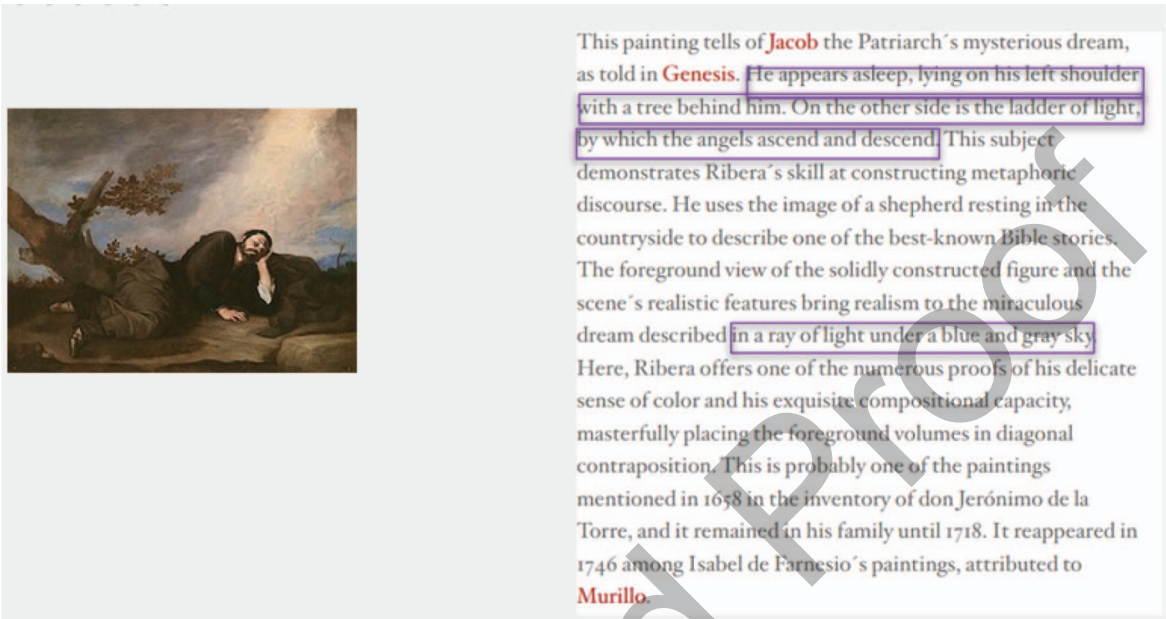 This painting tells of Jacob the Patriarch´s mysterious dream,
as told in Genesis. He appears asleep, lying on his left shoulder
with a tree behind him. On the other side is the ladder of light,
by which the angels ascend and descend. This subject
demonstrates Ribera´s skill at constructing metaphoric
discourse. He uses the image of a shepherd resting in the
countryside to describe one of the best-known Bible stories.
The foreground view of the solidly constructed figure and the
scene´s realistic features bring realism to the miraculous
dream described in a ray of light under a blue and gray sky.
Here, Ribera offers one of the numerous proofs of his delicate
sense of color and his exquisite compositional capacity,
masterfully placing the foreground volumes in diagonal
contraposition. This is probably one of the paintings
mentioned in 1658 in the inventory of don Jerónimo de la
Torre, and it remained in his family until 1718. It reappeared in
1746 among Isabel de Farnesio´s paintings, attributed to
Murillo.
d Proof